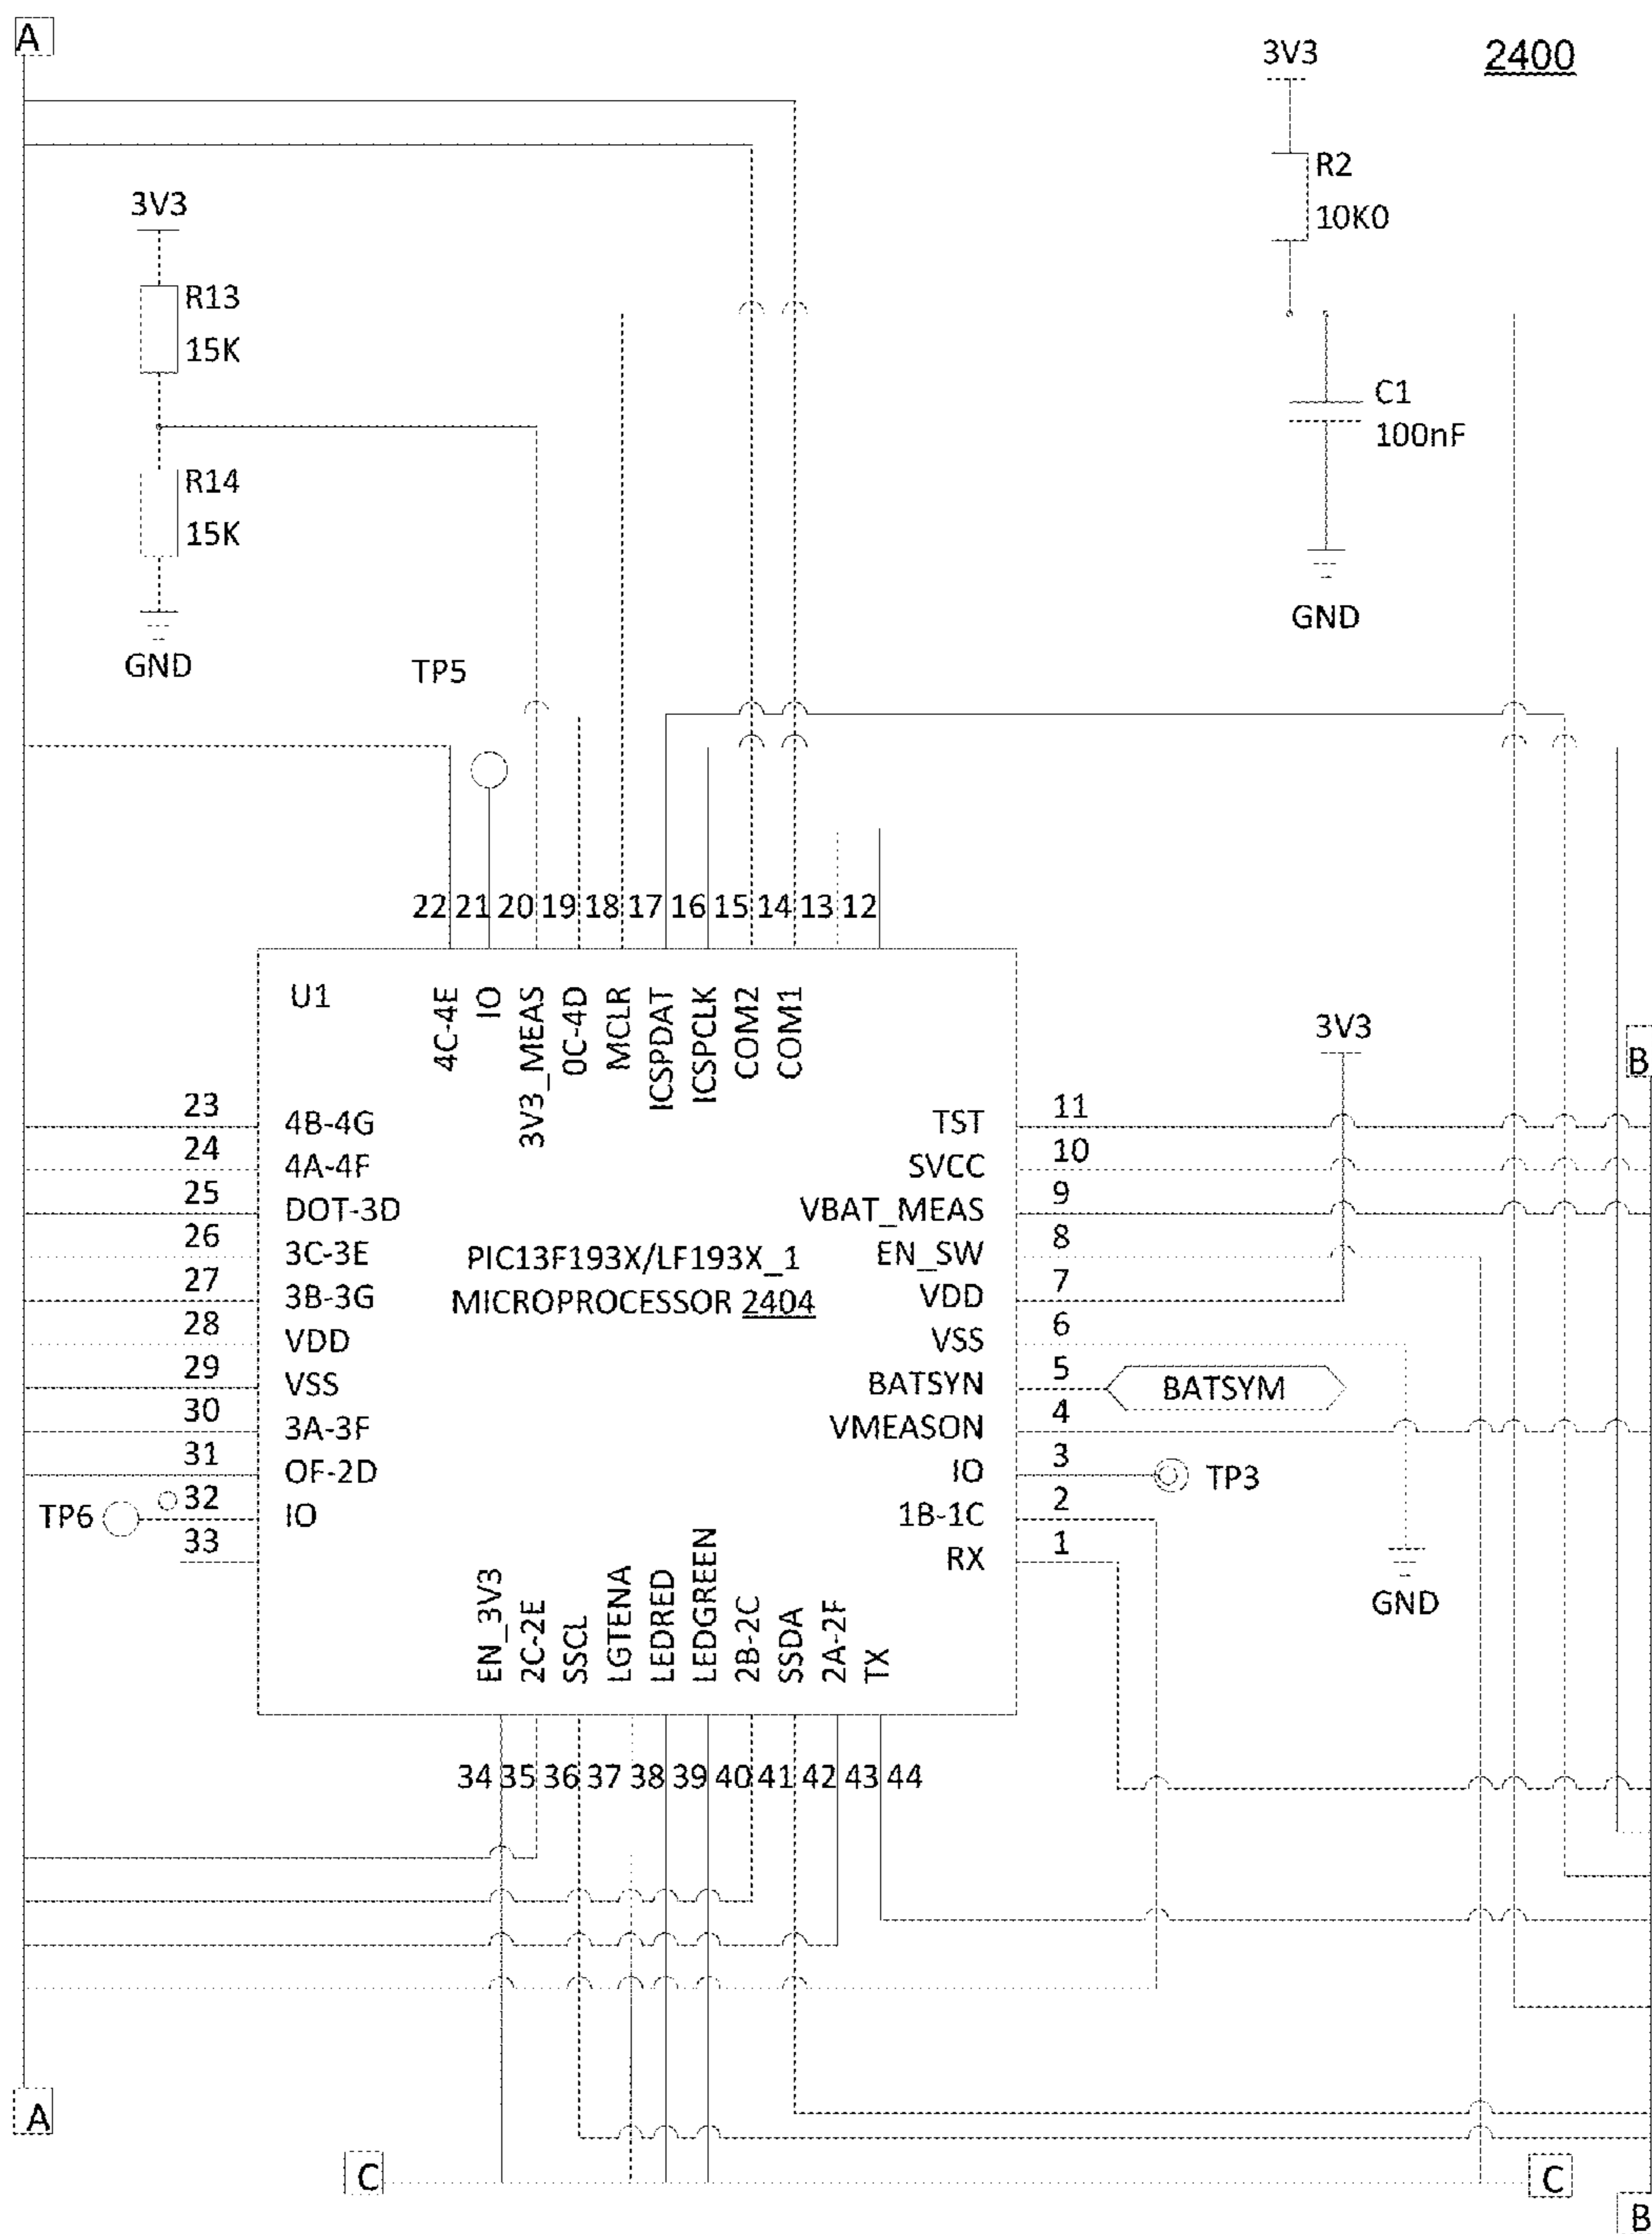 A
2400
3V3
R2
10K0
3V3
R13
15K
C1
100nF
R14
15K
GND
GND
TP5
22 21 20 19 18 17 16 15 14 13 12
U1
4C-4E
IO
3V3_MEAS
0C-4D
MCLR
ICSPDAT
ICSPCLK
COM2
COM1
3V3
B
23 4B-4G
24 4A-4F
25 DOT-3D
26 3C-3E
27 3B-3G
28 VDD
29 VSS
30 3A-3F
31 OF-2D
TP6 32 IO
33
PIC13F193X/LF193X_1
MICROPROCESSOR 2404
TST 11
SVCC 10
VBAT_MEAS 9
EN_SW 8
VDD 7
VSS 6
BATSYN 5 BATSYM
VMEASON 4
IO 3 TP3
1B-1C 2
RX 1
GND
EN_3V3
2C-2E
SSCL
LGTENA
LEDRED
LEDGREEN
2B-2C
SSDA
2A-2F
TX
34 35 36 37 38 39 40 41 42 43 44
A
C
C
B